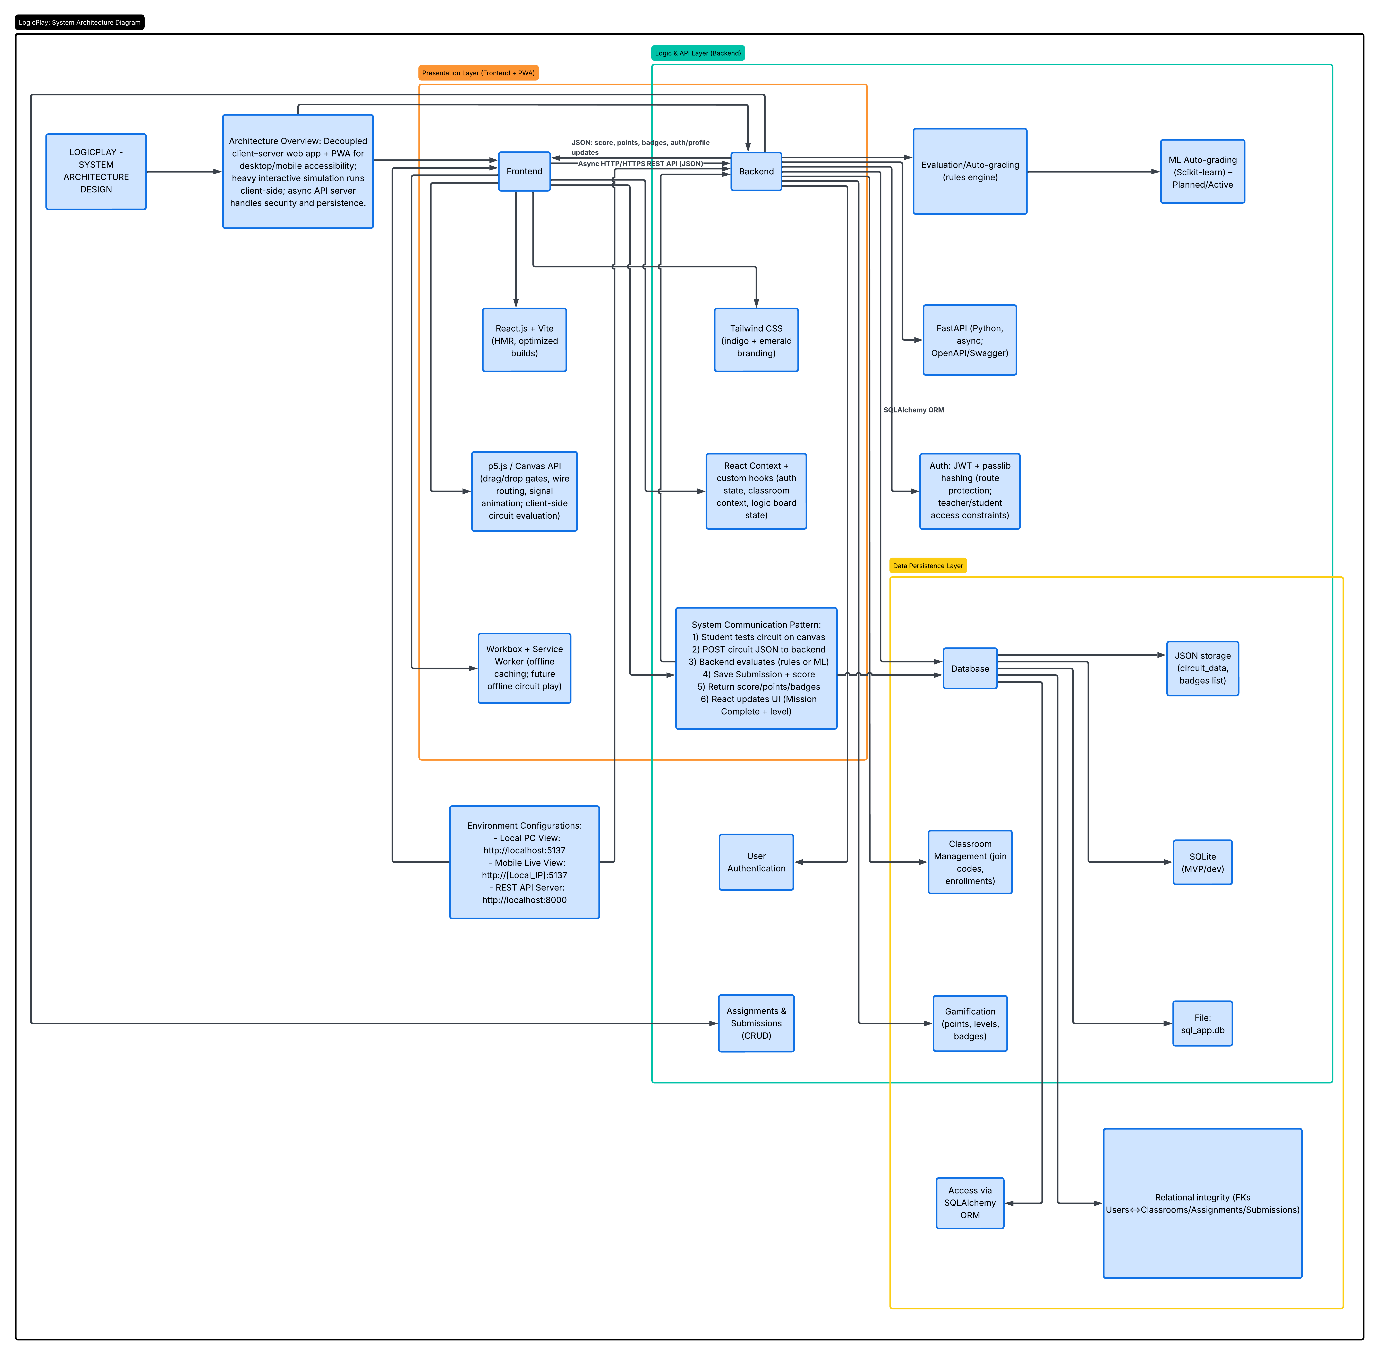 LogicPlay: System Architecture Diagram
Logic & API Layer (Backend)
Presentation Layer (Frontend + PWA)
LOGICPLAY -
SYSTEM
ARCHITECTURE
DESIGN
Architecture Overview: Decoupled
client–server web app + PWA for
desktop/mobile accessibility;
heavy interactive simulation runs
client-side; async API server
handles security and persistence.
Frontend
JSON: score, points, badges, auth/profile
updates
Async HTTP/HTTPS REST API (JSON)
Backend
Evaluation/Auto-grading
(rules engine)
ML Auto-grading
(Scikit-learn) –
Planned/Active
React.js + Vite
(HMR, optimized
builds)
Tailwind CSS
(indigo + emerald
branding)
FastAPI (Python,
async;
OpenAPI/Swagger)
SQLAlchemy ORM
p5.js / Canvas API
(drag/drop gates, wire
routing, signal
animation; client-side
circuit evaluation)
React Context +
custom hooks (auth
state, classroom
context, logic board
state)
Auth: JWT + passlib
hashing (route
protection;
teacher/student
access constraints)
Data Persistence Layer
Workbox + Service
Worker (offline
caching; future
offline circuit play)
System Communication Pattern:
1) Student tests circuit on canvas
2) POST circuit JSON to backend
3) Backend evaluates (rules or ML)
4) Save Submission + score
5) Return score/points/badges
6) React updates UI (Mission
Complete + level)
Database
JSON storage
(circuit_data,
badges list)
Environment Configurations:
- Local PC View:
http://localhost:5137
- Mobile Live View:
http://[Local_IP]:5137
- REST API Server:
http://localhost:8000
User
Authentication
Classroom
Management (join
codes,
enrollments)
SQLite
(MVP/dev)
Assignments &
Submissions
(CRUD)
Gamification
(points, levels,
badges)
File:
sql_app.db
Access via
SQLAlchemy
ORM
Relational integrity (FKs
Users↔Classrooms/Assignments/Submissions)